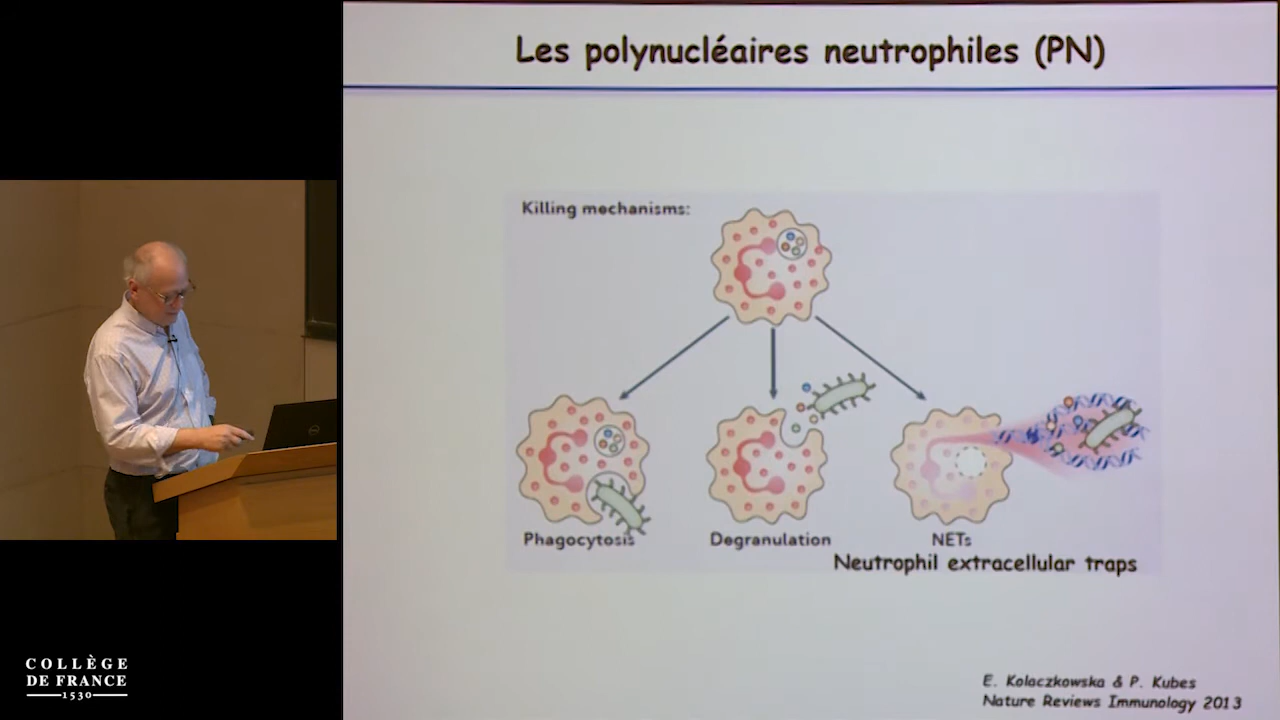 Les polynucléaires neutrophiles (PN)
Killing mechanisms:
Phagocytosis
Degranulation
NETs
Neutrophil extracellular traps
E. Kolaczkowska & P. Kubes
Nature Reviews Immunology 2013
COLLÈGE
DE FRANCE
1530